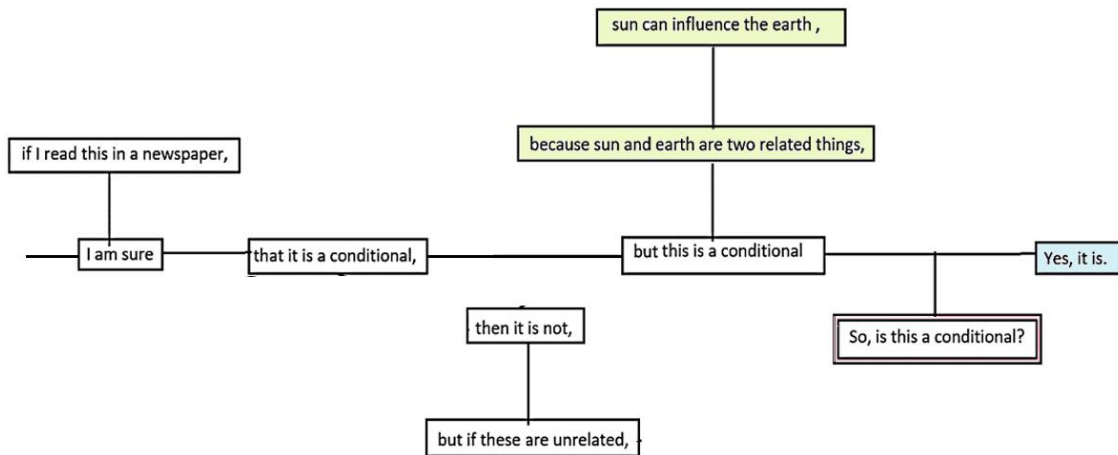 sun can influence the earth ,
because sun and earth are two related things,
if I read this in a newspaper,
I am sure
that it is a conditional,
but this is a conditional
Yes, it is.
then it is not,
So, is this a conditional?
but if these are unrelated,